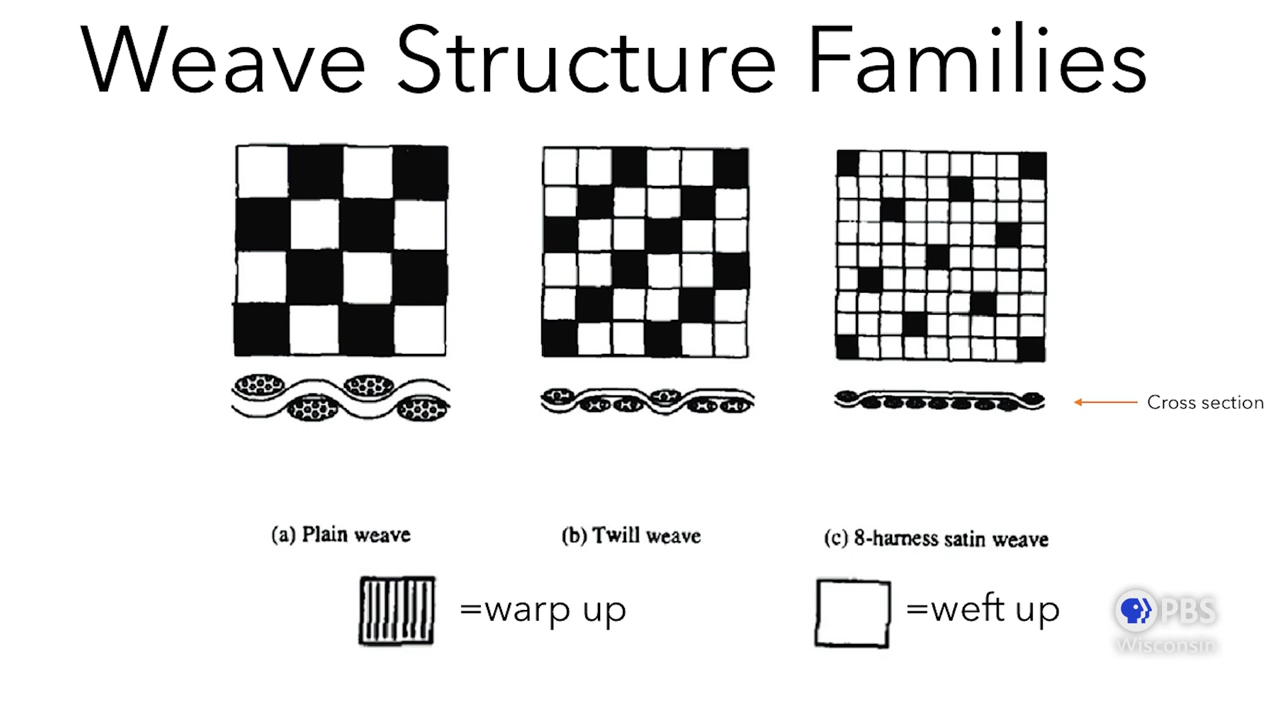 Weave Structure Families
Cross section
(a) Plain weave
(b) Twill weave
(c) 8-harness satin weave
=warp up
=weft up
PBS
Wisconsin